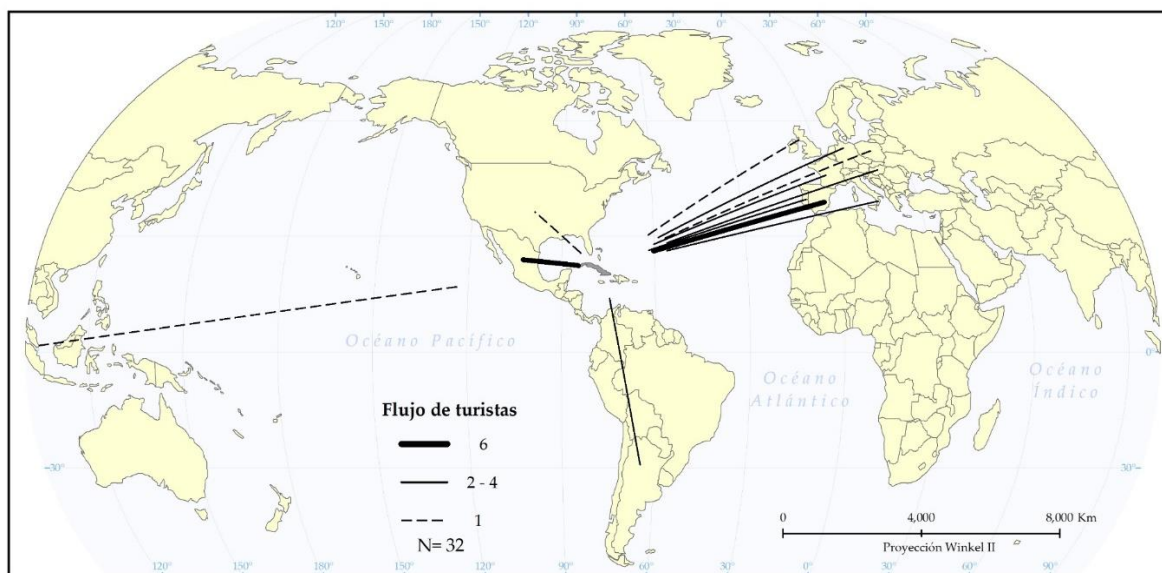 120° 150° 180° 150° 120° 90° 60° 30° 0° 30° 60° 90° 120°
Océano Pacífico
0°
Océano
Atlántico
Océano
Índico
Flujo de turistas
6
2 - 4
1
N= 32
30°
30°
0 4,000 8,000 Km
Proyección Winkel II
120° 150° 180° 150° 120° 90° 60° 30° 0° 30° 60° 90° 120°